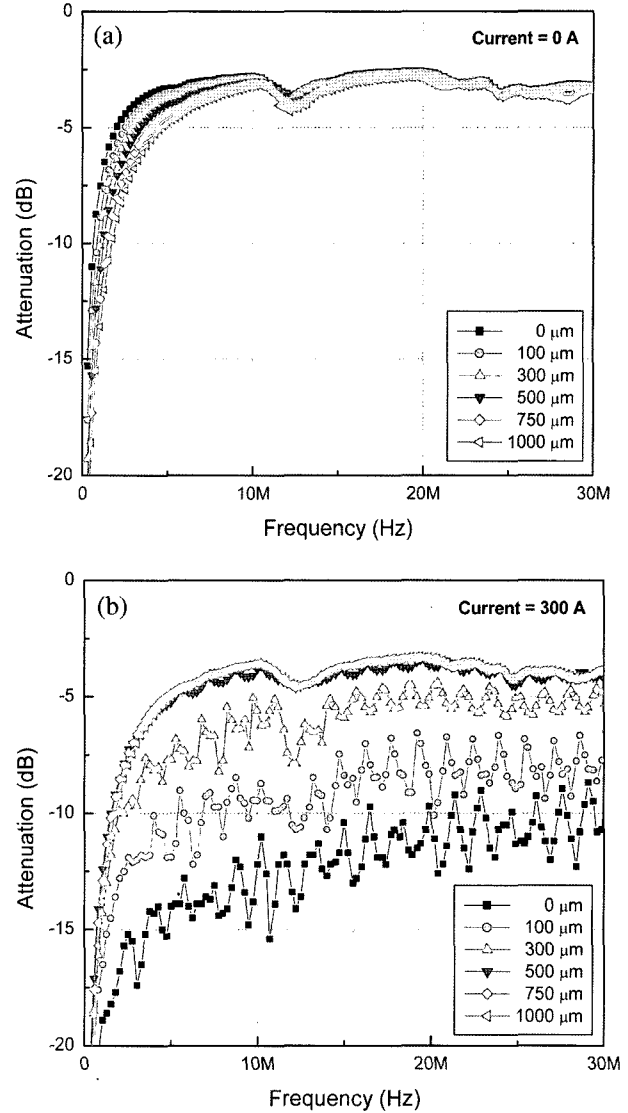 (a)
Current = 0 A
0
-5
-10
-15
-20
Attenuation (dB)
0 μm
100 μm
300 μm
500 μm
750 μm
1000 μm
0
10M
20M
30M
Frequency (Hz)
(b)
Current = 300 A
0
-5
-10
-15
-20
Attenuation (dB)
0 μm
100 μm
300 μm
500 μm
750 μm
1000 μm
0
10M
20M
30M
Frequency (Hz)